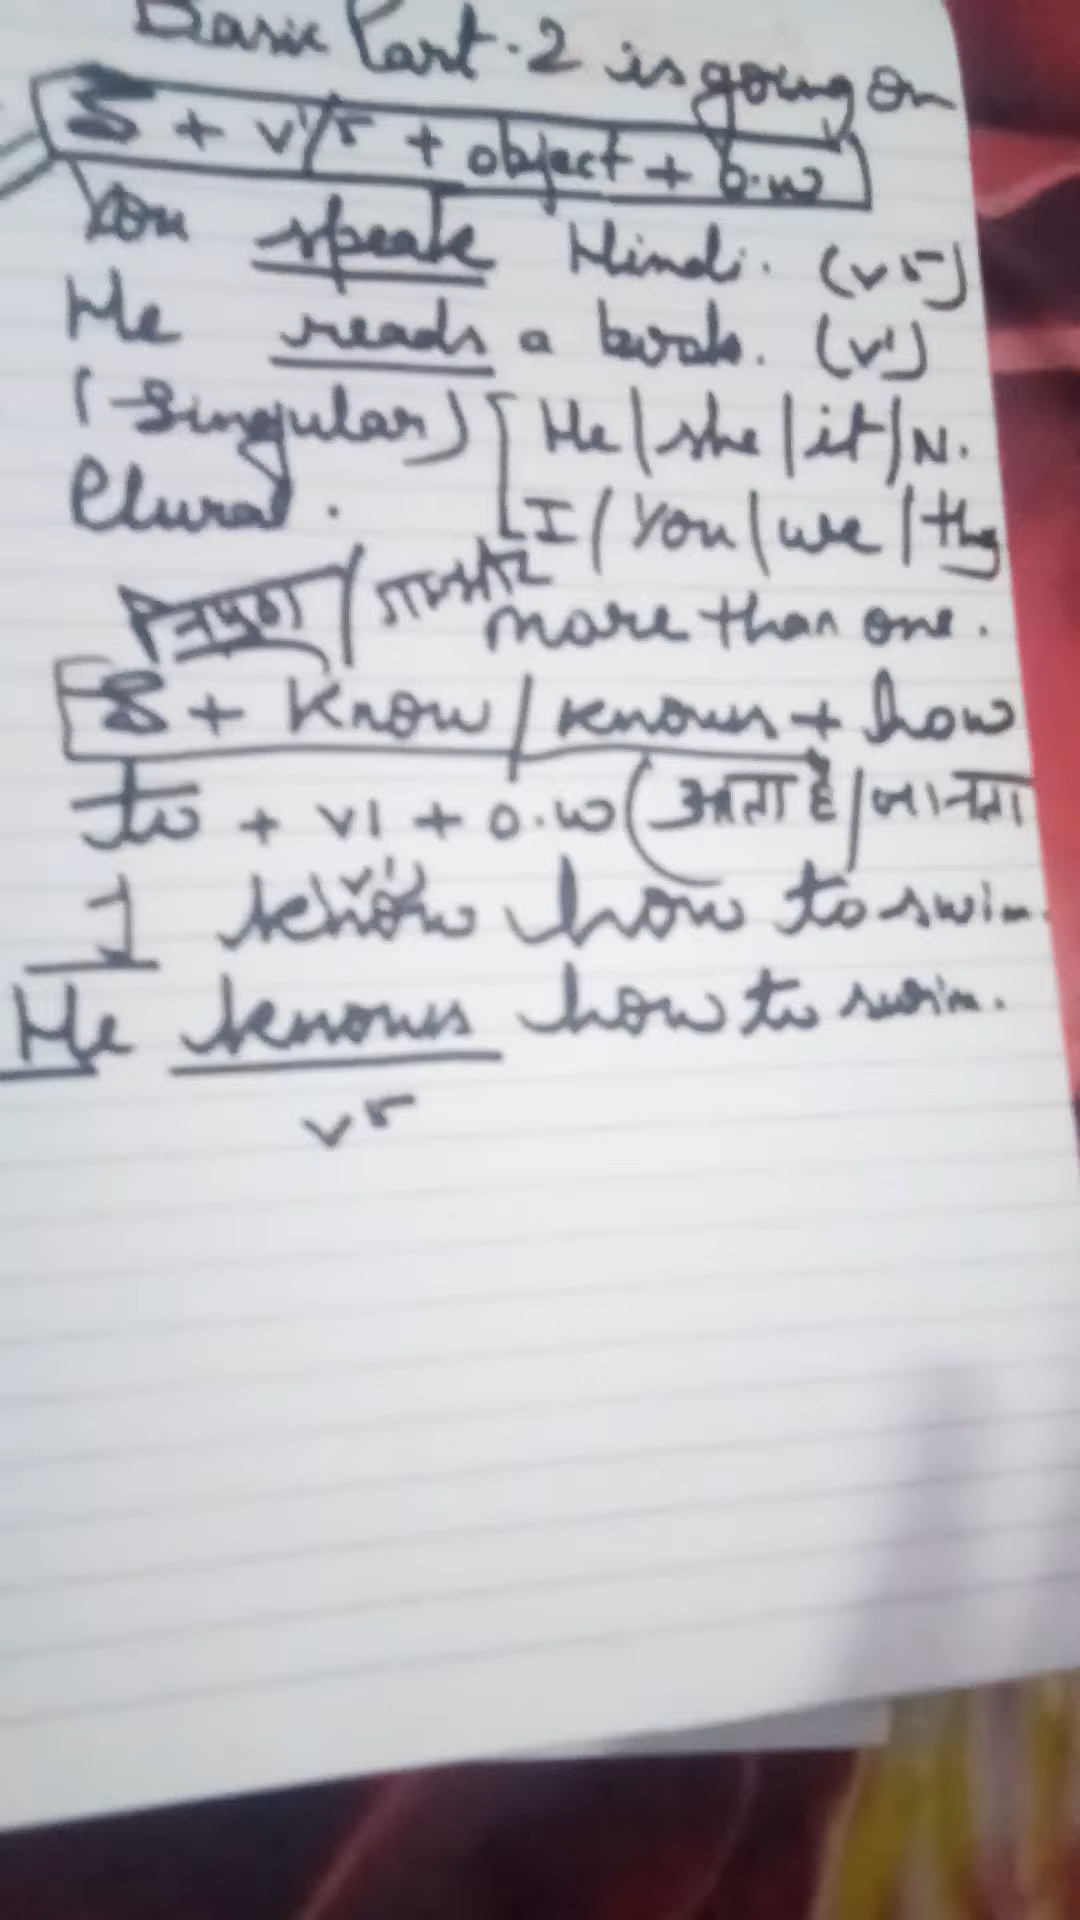 Basic Part-2 is going on
S + v1/5 + object + o.w
You speak Hindi. (v5)
He reads a book. (v1)
(Singular) He/she/it/N.
Plural. I/You/we/they
more than one.
S + Know/knows + how
to + v1 + o.w (आता है/जानता
(v1)
I know how to swim.
He knows how to swim.
v5